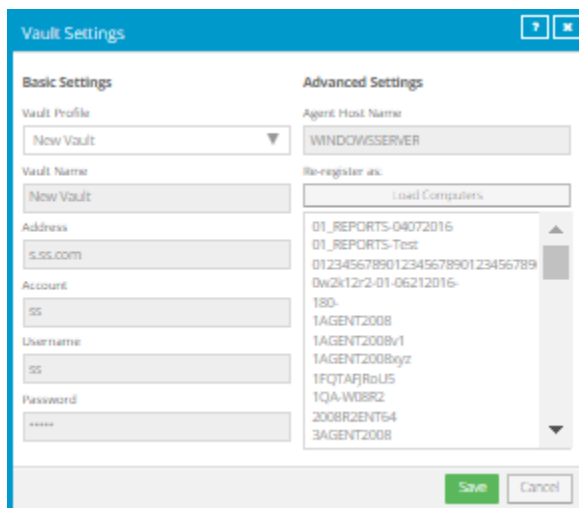 Vault Settings
Basic Settings
Vault Profile
New Vault
Vault Name
New Vault
Address
s.ss.com
Account
ss
Username
ss
Password
*****
Advanced Settings
Agent Host Name
WINDOWSSERVER
Re-register as:
Load Computers
01_REPORTS-04072016
01_REPORTS-Test
012345678901234567890123456789
0w2k12r2-01-06212016-
180-
1AGENT2008
1AGENT2008v1
1AGENT2008xyz
1FQTAFJRoU5
1QA-W08R2
2008R2ENT64
3AGENT2008
Save
Cancel